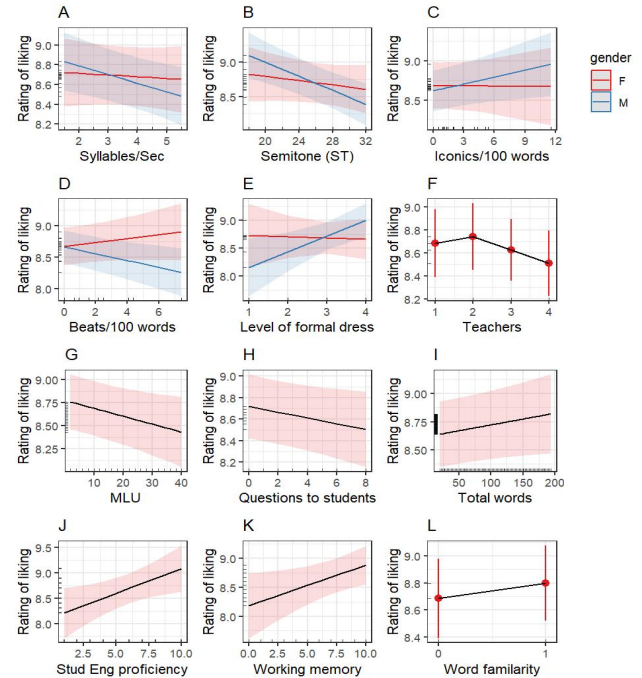 A
B
C
Rating of liking
9.0
8.8
8.6
8.4
8.2
2
3
4
5
Syllables/Sec
Rating of liking
9.0
8.5
20
24
28
32
Semitone (ST)
Rating of liking
9.0
8.5
0
4
8
12
Iconics/100 words
gender
F
M
D
E
F
Rating of liking
9.0
8.5
8.0
0
2
4
6
Beats/100 words
Rating of liking
9.0
8.5
8.0
1
2
3
4
Level of formal dress
Rating of liking
9.0
8.8
8.6
8.4
8.2
1
2
3
4
Teachers
G
H
I
Rating of liking
9.00
8.75
8.50
8.25
0
10
20
30
40
MLU
Rating of liking
9.0
8.8
8.6
8.4
8.2
0
2
4
6
8
Questions to students
Rating of liking
9.00
8.75
8.50
50
100
150
200
Total words
J
K
L
Rating of liking
9.5
9.0
8.5
8.0
2.5
5.0
7.5
10.0
Stud Eng proficiency
Rating of liking
9.0
8.5
8.0
0.0
2.5
5.0
7.5
10.0
Working memory
Rating of liking
9.0
8.8
8.6
8.4
0
1
Word familarity